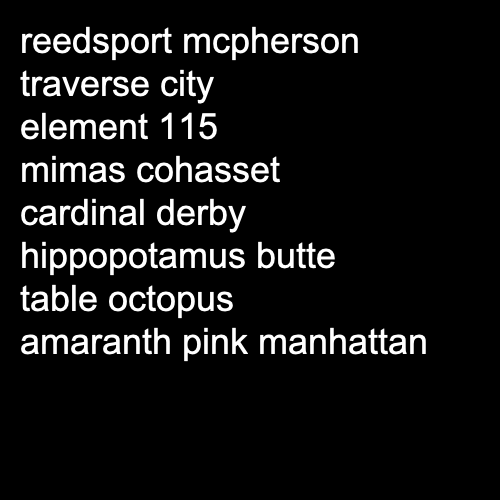 reedsport mcpherson
traverse city
element 115
mimas cohasset
cardinal derby
hippopotamus butte
table octopus
amaranth pink manhattan